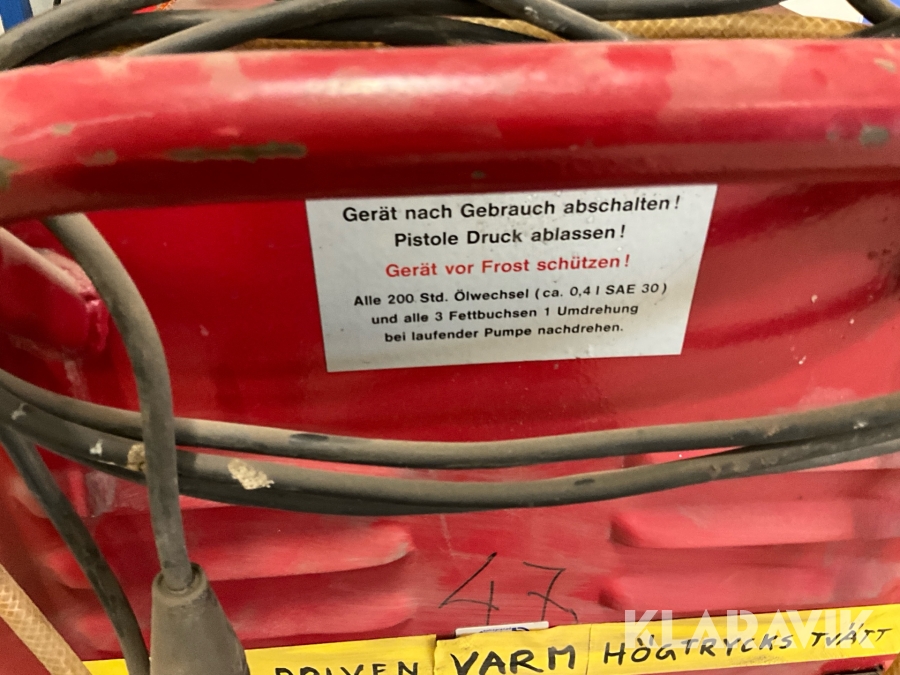 Gerät nach Gebrauch abschalten!
Pistole Druck ablassen!
Gerät vor Frost schützen!
Alle 200 Std. Ölwechsel (ca. 0,4 l SAE 30)
und alle 3 Fettbuchsen 1 Umdrehung
bei laufender Pumpe nachdrehen.
47
KLARAVIK
DRIVEN VARM HÖGTRYCKS TVÄTT